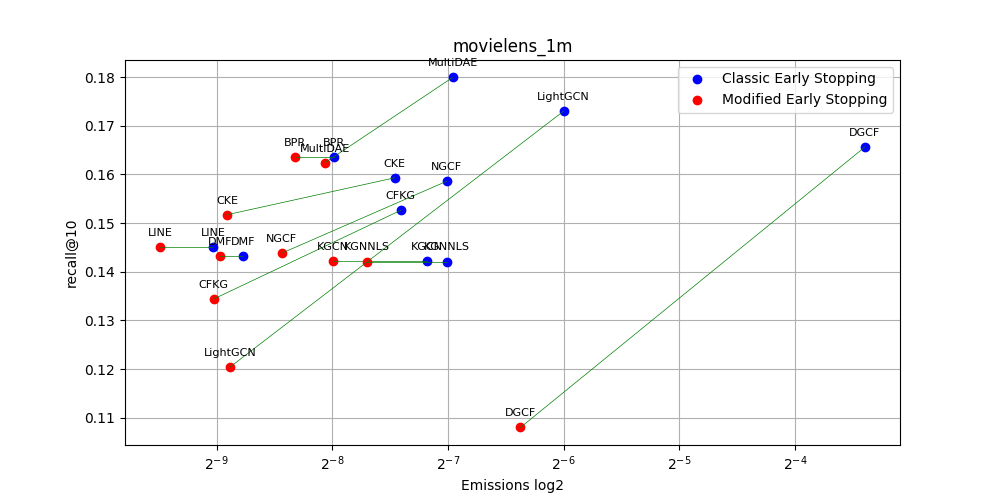 movielens_1m
Classic Early Stopping
Modified Early Stopping
recall@10
0.18
0.17
0.16
0.15
0.14
0.13
0.12
0.11
MultiDAE
LightGCN
DGCF
BPR
BPR
MultiDAE
CKE
NGCF
CKE
CFKG
LINE
LINE
DMF
DMF
NGCF
KGCN
KGNNLS
KGCN
KGNNLS
CFKG
LightGCN
DGCF
2⁻⁹
2⁻⁸
2⁻⁷
2⁻⁶
2⁻⁵
2⁻⁴
Emissions log2